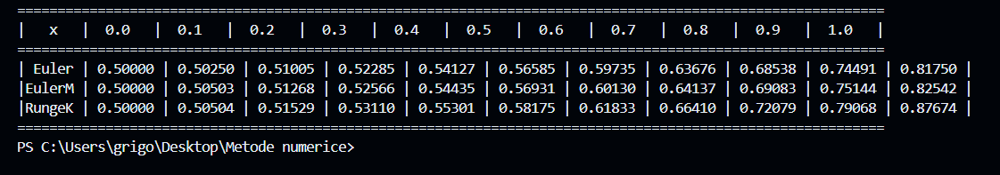 =====================================================================================
|   x   |  0.0   |  0.1   |  0.2   |  0.3   |  0.4   |  0.5   |  0.6   |  0.7   |  0.8   |  0.9   |  1.0   |
=====================================================================================
| Euler | 0.50000 | 0.50250 | 0.51005 | 0.52285 | 0.54127 | 0.56585 | 0.59735 | 0.63676 | 0.68538 | 0.74491 | 0.81750 |
|EulerM | 0.50000 | 0.50503 | 0.51268 | 0.52566 | 0.54435 | 0.56931 | 0.60130 | 0.64137 | 0.69083 | 0.75144 | 0.82542 |
|RungeK | 0.50000 | 0.50504 | 0.51529 | 0.53110 | 0.55301 | 0.58175 | 0.61833 | 0.66410 | 0.72079 | 0.79068 | 0.87674 |
=====================================================================================
PS C:\Users\grigo\Desktop\Metode numerice>